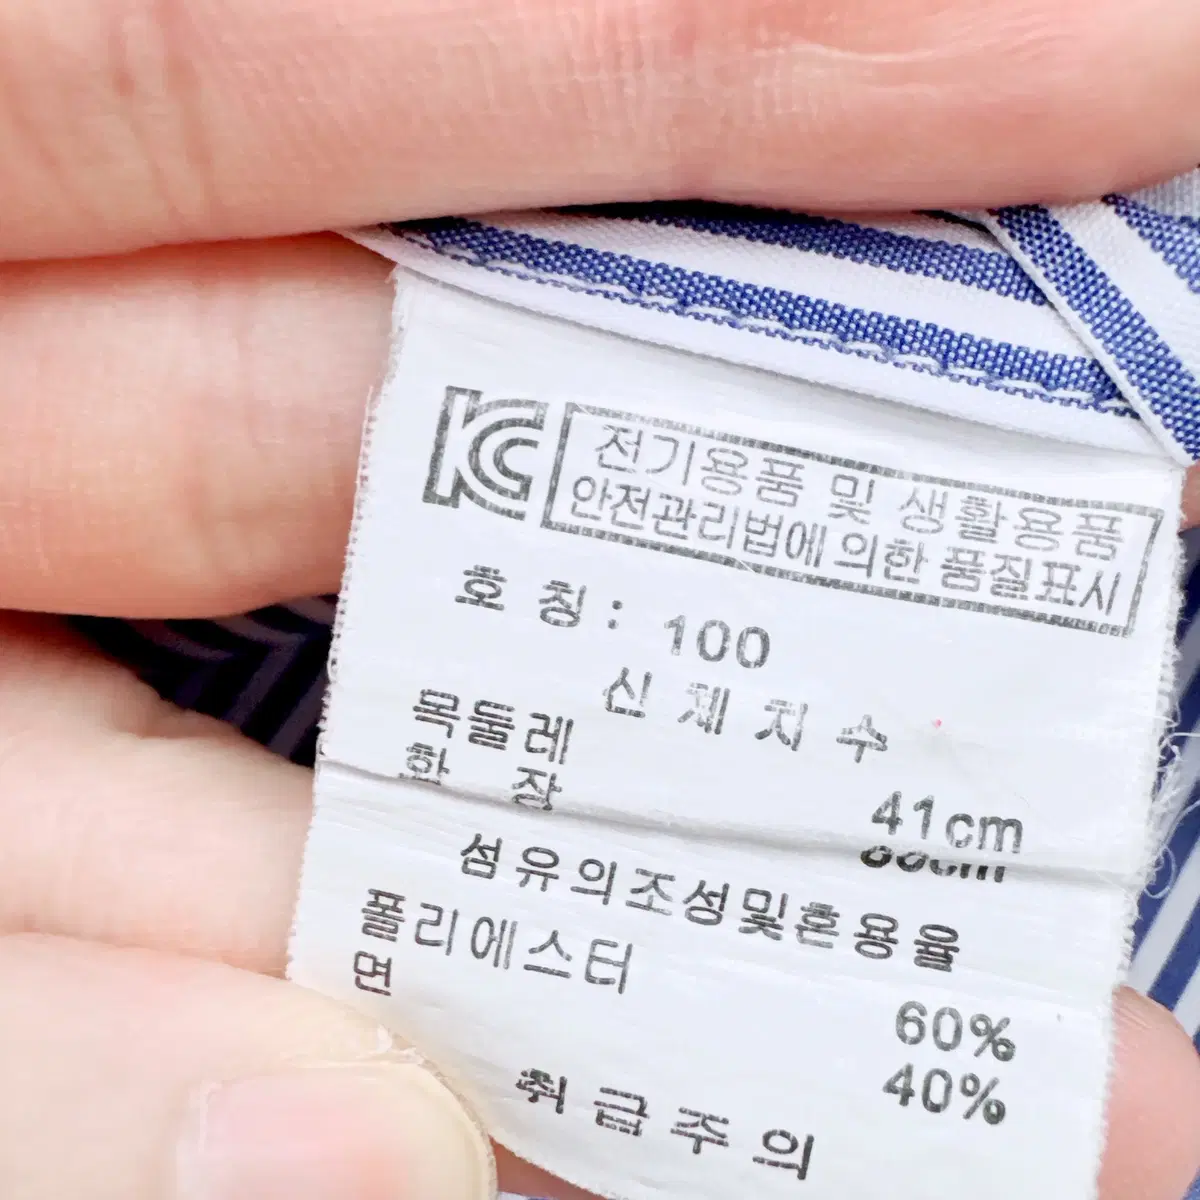 KC 전기용품 및 생활용품
안전관리법에 의한 품질표시
호 칭: 100
신 체 치 수
목둘레 41cm
화 장
섬유의조성및혼용율
폴리에스터 60%
면 40%
취 급 주 의